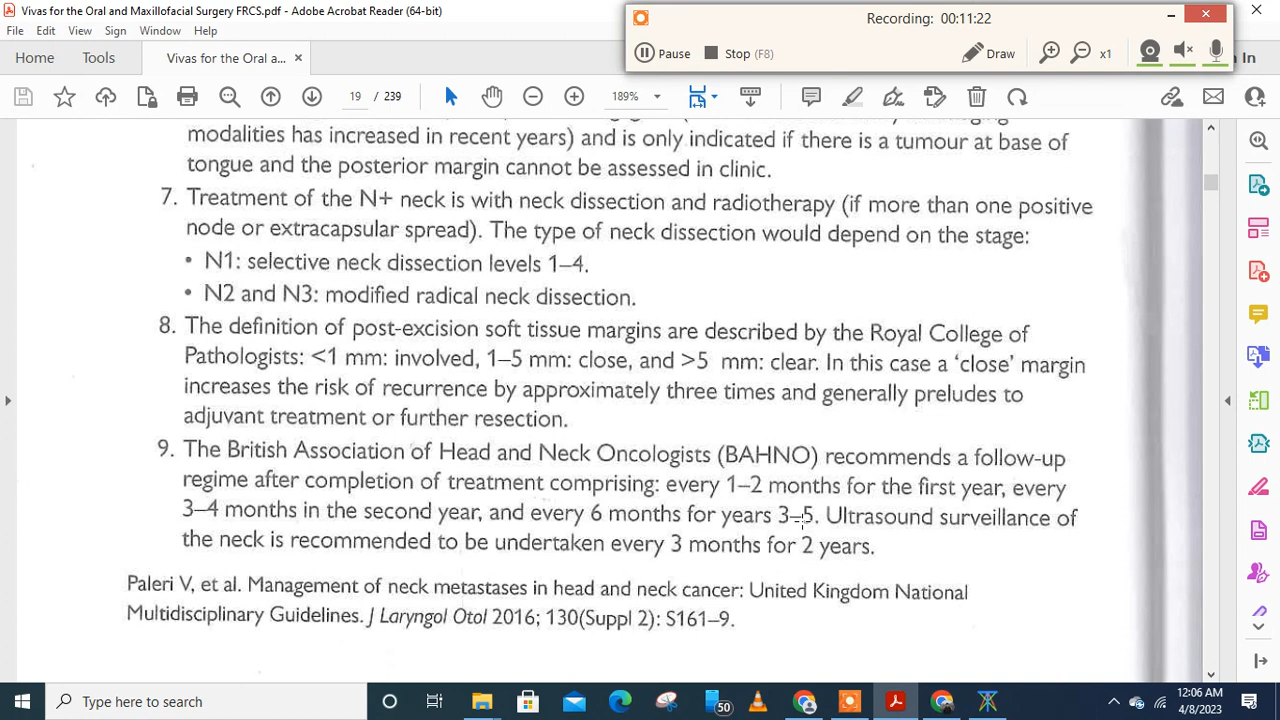 Vivas for the Oral and Maxillofacial Surgery FRCS.pdf - Adobe Acrobat Reader (64-bit)
File Edit View Sign Window Help
Recording: 00:11:22
Pause Stop (F8) Draw x1
Home Tools Vivas for the Oral a... × In
19 / 239 189%
modalities has increased in recent years) and is only indicated if there is a tumour at base of
tongue and the posterior margin cannot be assessed in clinic.
7. Treatment of the N+ neck is with neck dissection and radiotherapy (if more than one positive
node or extracapsular spread). The type of neck dissection would depend on the stage:
• N1: selective neck dissection levels 1–4.
• N2 and N3: modified radical neck dissection.
8. The definition of post-excision soft tissue margins are described by the Royal College of
Pathologists: <1 mm: involved, 1–5 mm: close, and >5 mm: clear. In this case a ‘close’ margin
increases the risk of recurrence by approximately three times and generally preludes to
adjuvant treatment or further resection.
9. The British Association of Head and Neck Oncologists (BAHNO) recommends a follow-up
regime after completion of treatment comprising: every 1–2 months for the first year, every
3–4 months in the second year, and every 6 months for years 3–5. Ultrasound surveillance of
the neck is recommended to be undertaken every 3 months for 2 years.
Paleri V, et al. Management of neck metastases in head and neck cancer: United Kingdom National
Multidisciplinary Guidelines. J Laryngol Otol 2016; 130(Suppl 2): S161–9.
Type here to search
50
12:06 AM
4/8/2023